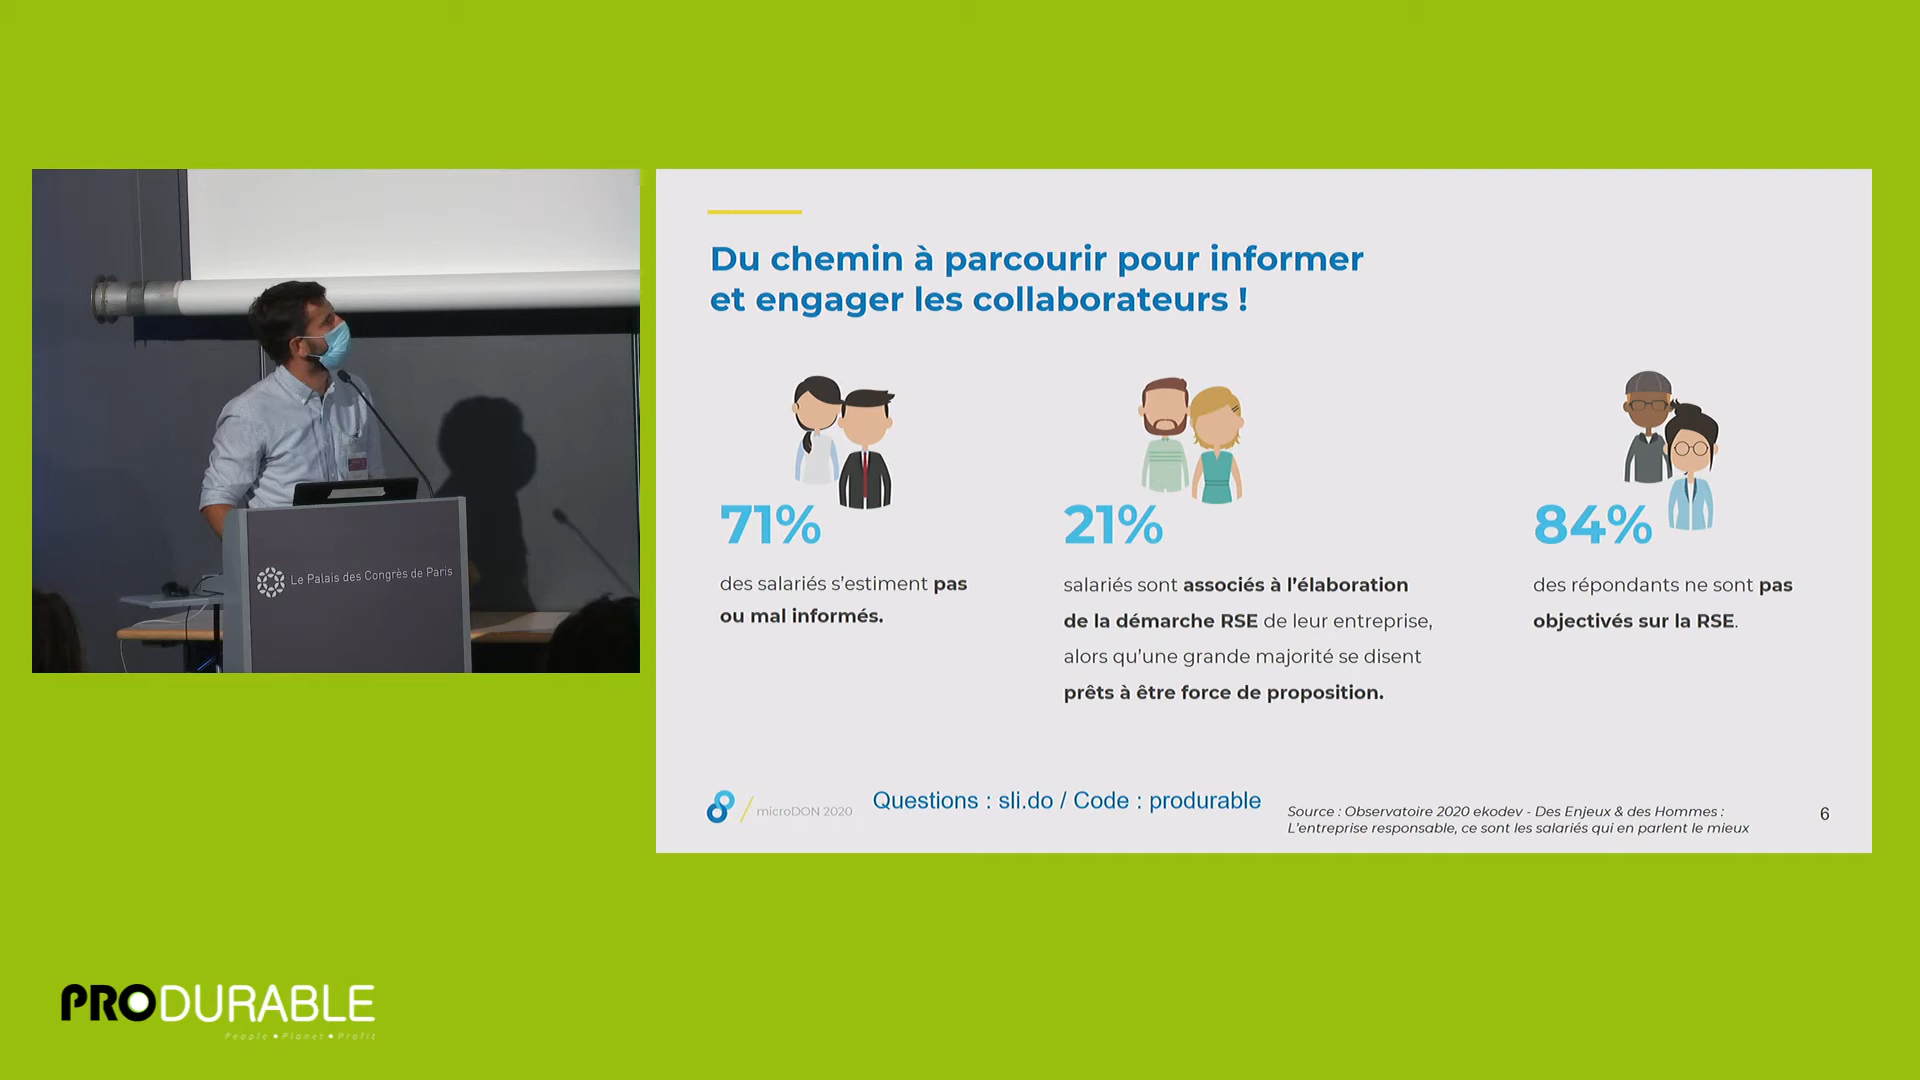 Le Palais des Congrès de Paris
Du chemin à parcourir pour informer
et engager les collaborateurs !
71%
des salariés s’estiment pas
ou mal informés.
21%
salariés sont associés à l’élaboration
de la démarche RSE de leur entreprise,
alors qu’une grande majorité se disent
prêts à être force de proposition.
84%
des répondants ne sont pas
objectivés sur la RSE.
microDON 2020
Questions : sli.do / Code : produrable
Source : Observatoire 2020 ekodev - Des Enjeux & des Hommes :
L’entreprise responsable, ce sont les salariés qui en parlent le mieux
6
PRODURABLE
People • Planet • Profit